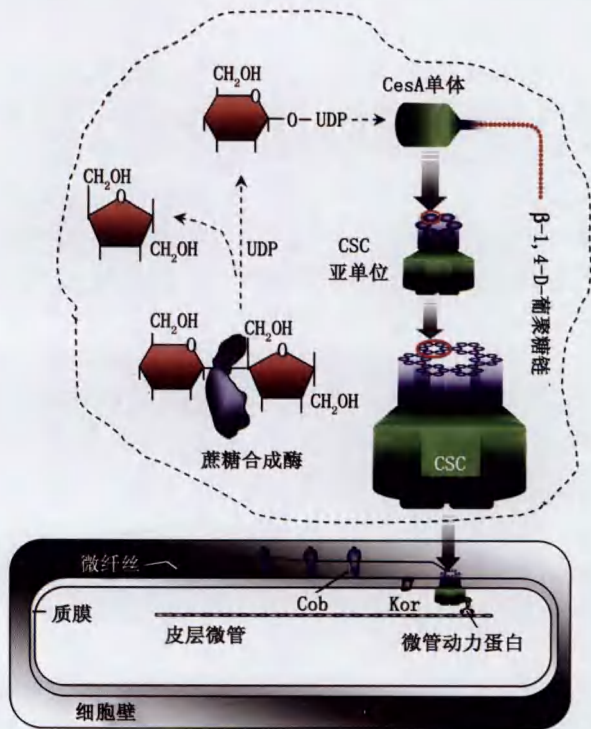 CH₂OH
O
O
UDP
CesA单体
CH₂OH
O
CH₂OH
UDP
CSC
亚单位
β-1,4-D-葡聚糖链
CH₂OH
O
CH₂OH
O
CH₂OH
蔗糖合成酶
CSC
微纤丝
Cob
Kor
质膜
皮层微管
微管动力蛋白
细胞壁